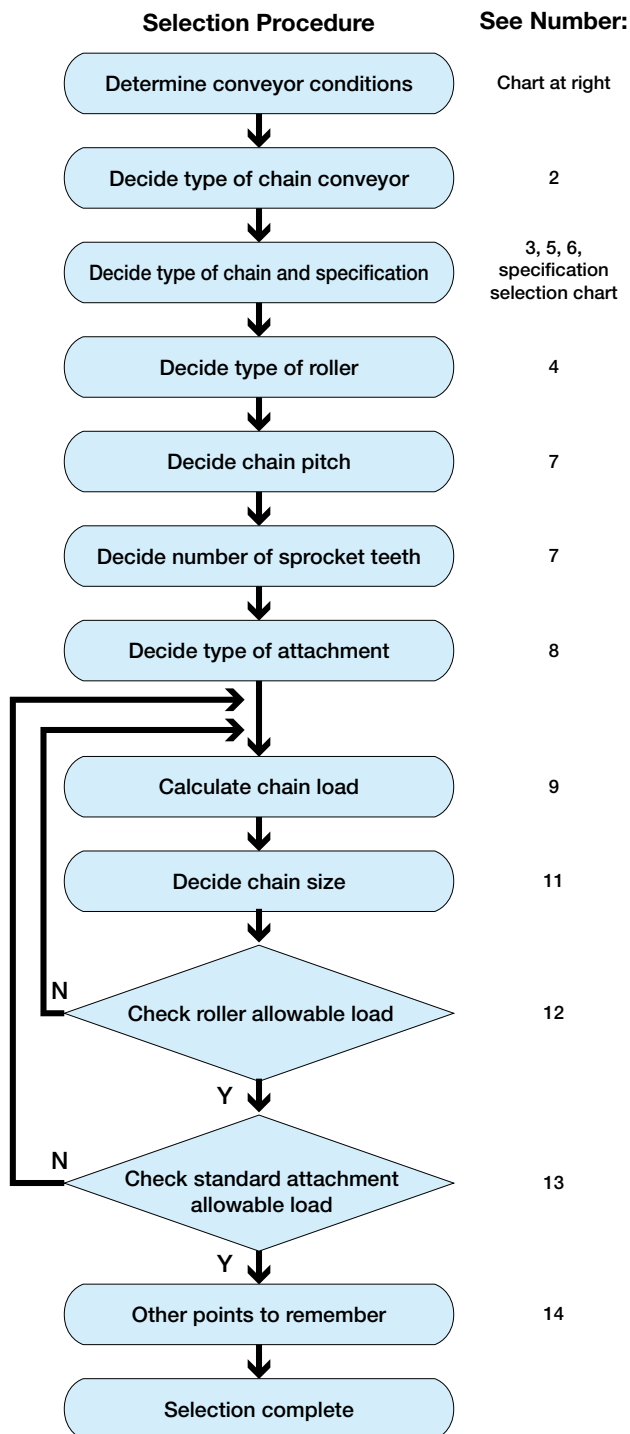 Selection Procedure
See Number:
Determine conveyor conditions
Chart at right
Decide type of chain conveyor
2
Decide type of chain and specification
3, 5, 6,
specification
selection chart
Decide type of roller
4
Decide chain pitch
7
Decide number of sprocket teeth
7
Decide type of attachment
8
Calculate chain load
9
Decide chain size
11
N
Check roller allowable load
12
Y
N
Check standard attachment
allowable load
13
Y
Other points to remember
14
Selection complete